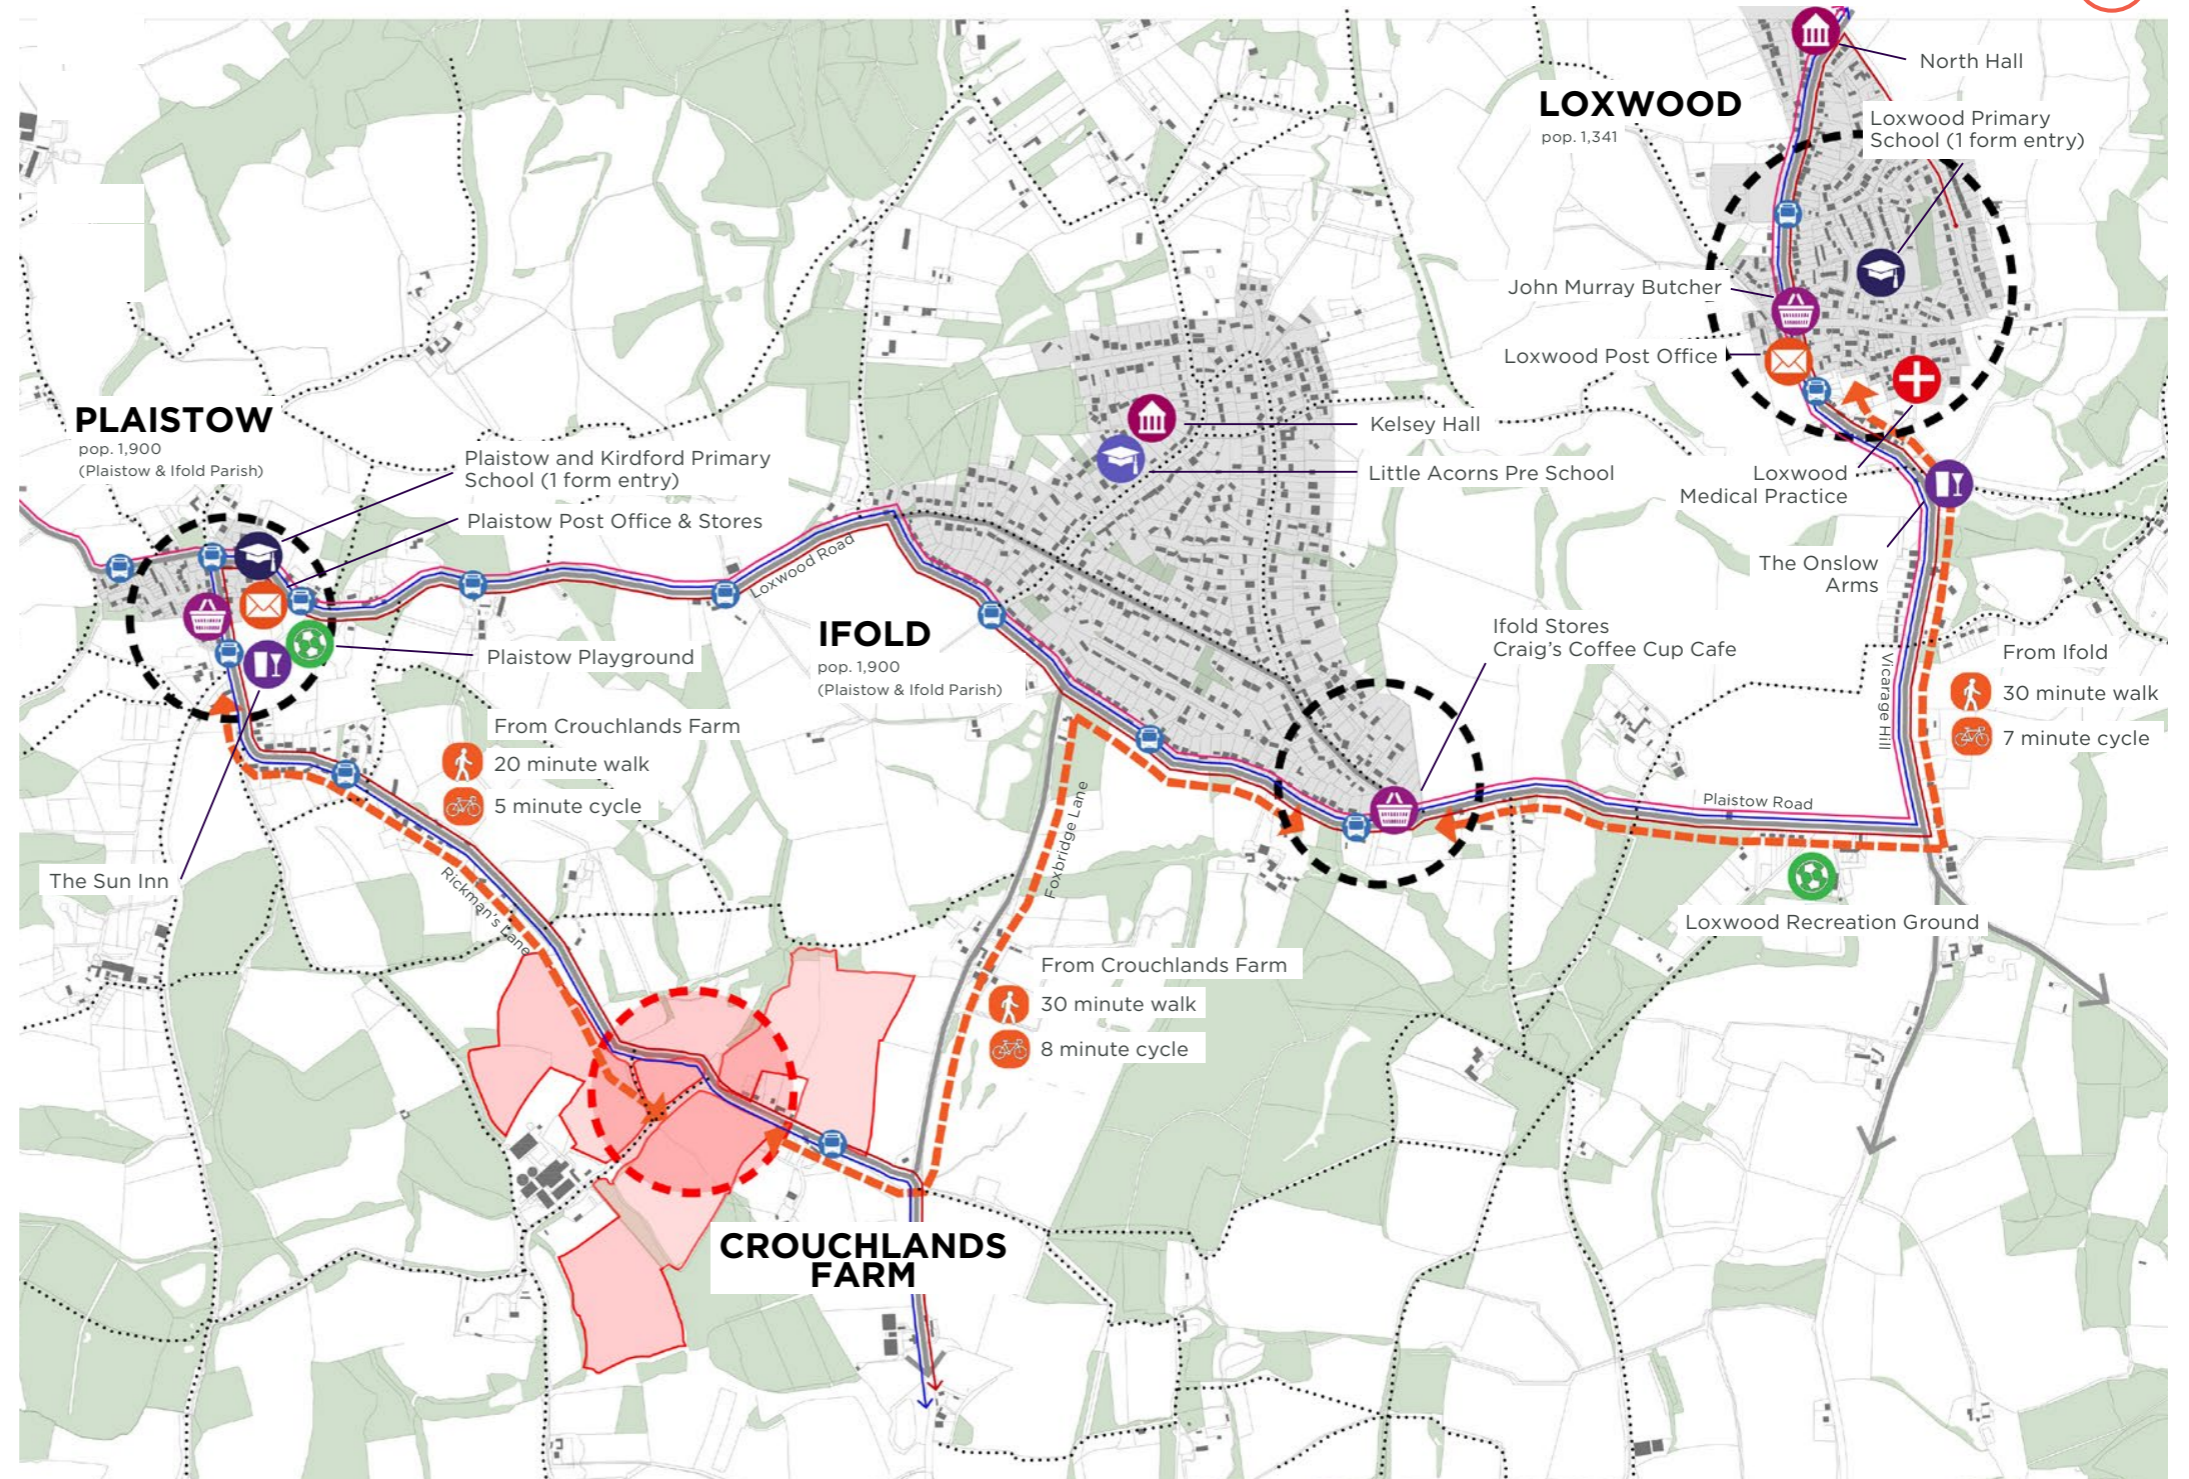 North Hall
LOXWOOD
pop. 1,341
Loxwood Primary
School (1 form entry)
John Murray Butcher
Loxwood Post Office
PLAISTOW
pop. 1,900
(Plaistow & Ifold Parish)
Plaistow and Kirdford Primary
School (1 form entry)
Plaistow Post Office & Stores
Kelsey Hall
Little Acorns Pre School
Loxwood
Medical Practice
The Onslow
Arms
Loxwood Road
IFOLD
pop. 1,900
(Plaistow & Ifold Parish)
Ifold Stores
Craig's Coffee Cup Cafe
Plaistow Playground
From Ifold
30 minute walk
7 minute cycle
Vicarage Hill
From Crouchlands Farm
20 minute walk
5 minute cycle
Plaistow Road
Foxbridge Lane
The Sun Inn
Rickman's Lane
Loxwood Recreation Ground
From Crouchlands Farm
30 minute walk
8 minute cycle
CROUCHLANDS
FARM